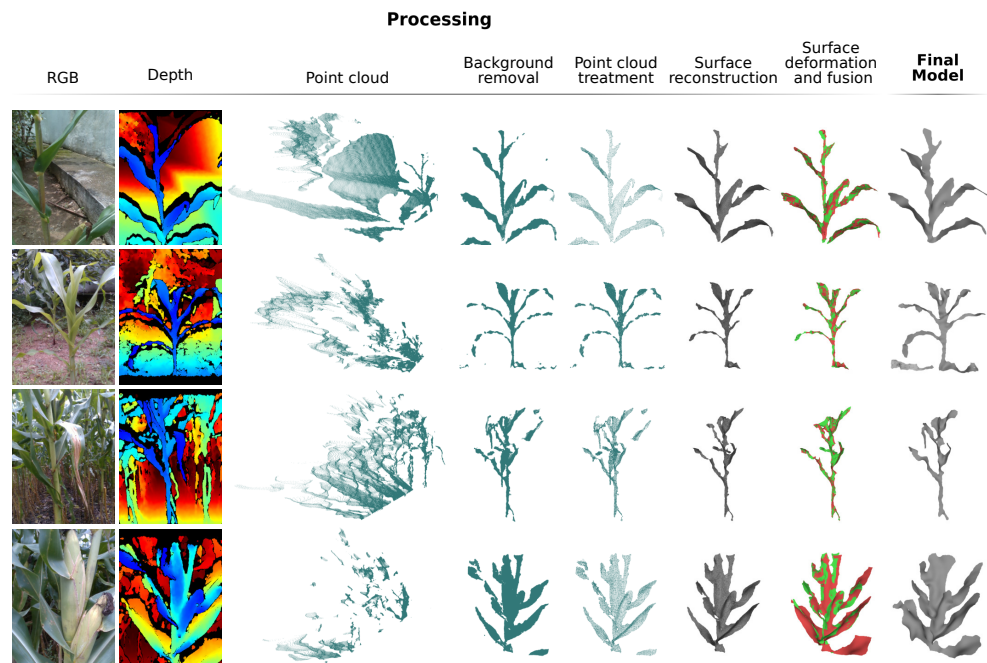 Processing
RGB
Depth
Point cloud
Background
removal
Point cloud
treatment
Surface
reconstruction
Surface
deformation
and fusion
Final
Model